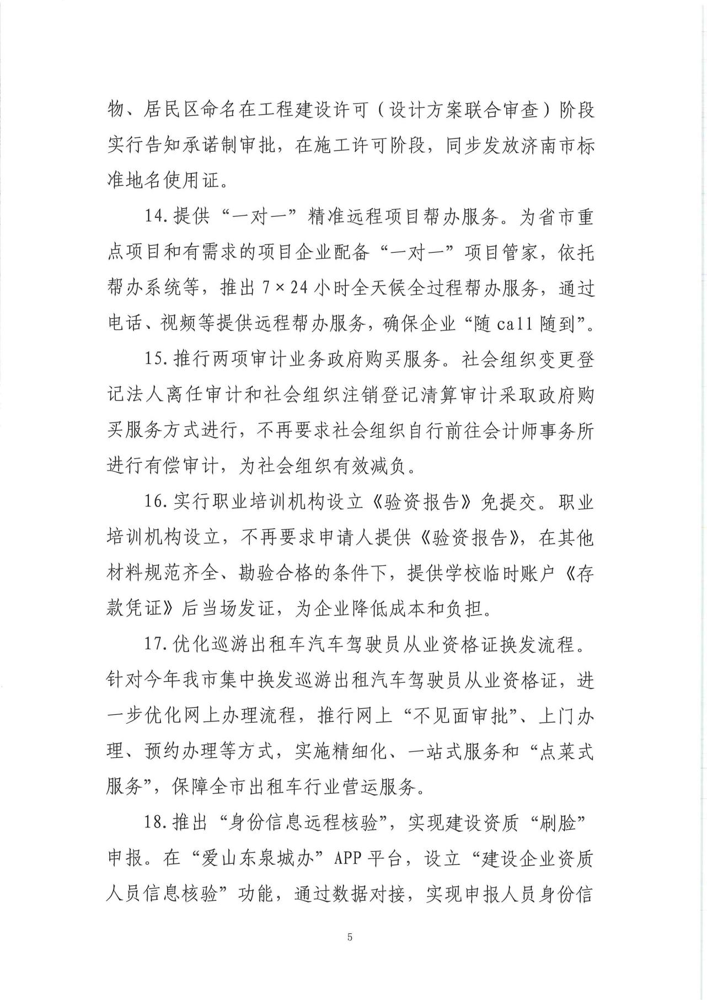 物、居民区命名在工程建设许可（设计方案联合审查）阶段
实行告知承诺制审批，在施工许可阶段，同步发放济南市标
准地名使用证。
14.提供“一对一”精准远程项目帮办服务。为省市重
点项目和有需求的项目企业配备“一对一”项目管家，依托
帮办系统等，推出 7×24 小时全天候全过程帮办服务，通过
电话、视频等提供远程帮办服务，确保企业“随 call 随到”。
15.推行两项审计业务政府购买服务。社会组织变更登
记法人离任审计和社会组织注销登记清算审计采取政府购
买服务方式进行，不再要求社会组织自行前往会计师事务所
进行有偿审计，为社会组织有效减负。
16.实行职业培训机构设立《验资报告》免提交。职业
培训机构设立，不再要求申请人提供《验资报告》，在其他
材料规范齐全、勘验合格的条件下，提供学校临时账户《存
款凭证》后当场发证，为企业降低成本和负担。
17.优化巡游出租车汽车驾驶员从业资格证换发流程。
针对今年我市集中换发巡游出租汽车驾驶员从业资格证，进
一步优化网上办理流程，推行网上“不见面审批”、上门办
理、预约办理等方式，实施精细化、一站式服务和“点菜式
服务”，保障全市出租车行业营运服务。
18.推出“身份信息远程核验”，实现建设资质“刷脸”
申报。在“爱山东泉城办”APP 平台，设立“建设企业资质
人员信息核验”功能，通过数据对接，实现申报人员身份信
5